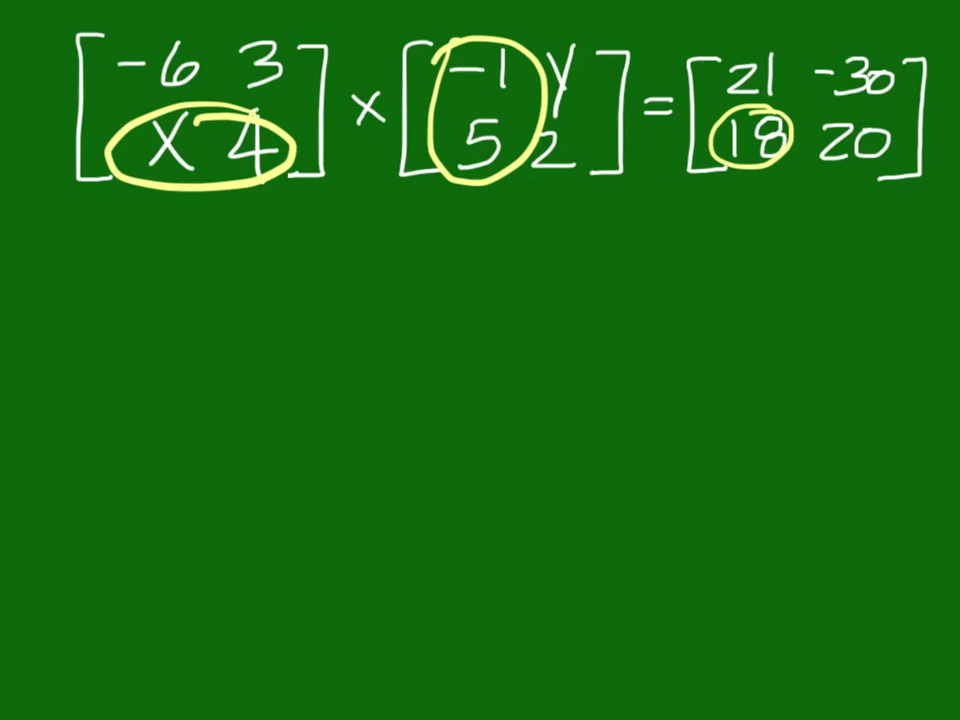 [ -6 3 ] × [ -1 y ] = [ 21 -30 ]
[ x 4 ] [ 5 2 ] [ 18 20 ]